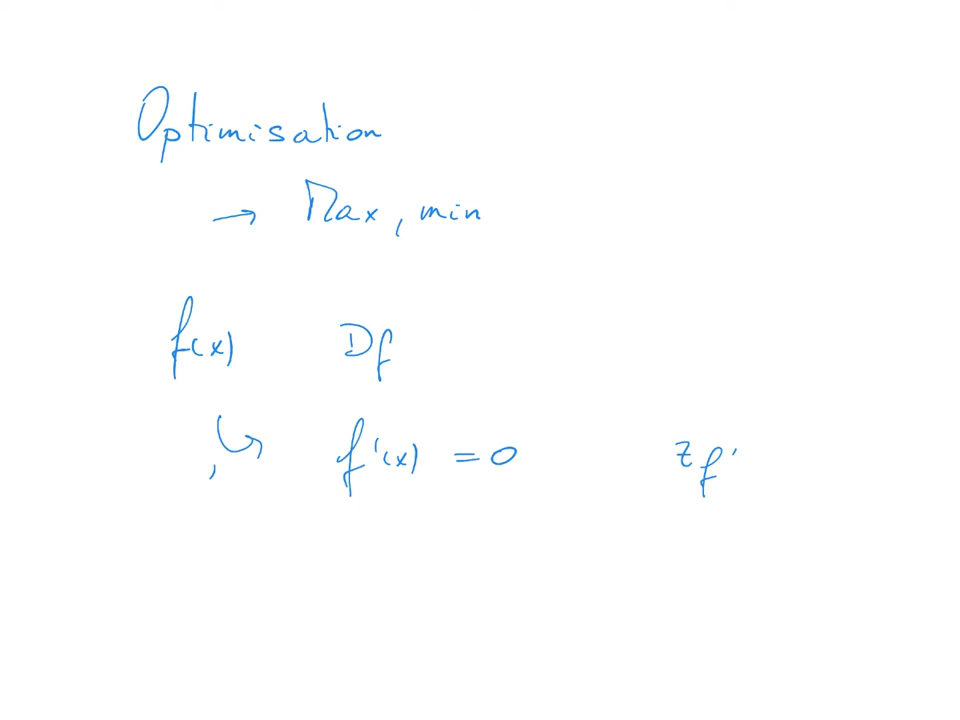 Optimisation
→ Max, min
f(x) Df
↪ f'(x) = 0 Zf'